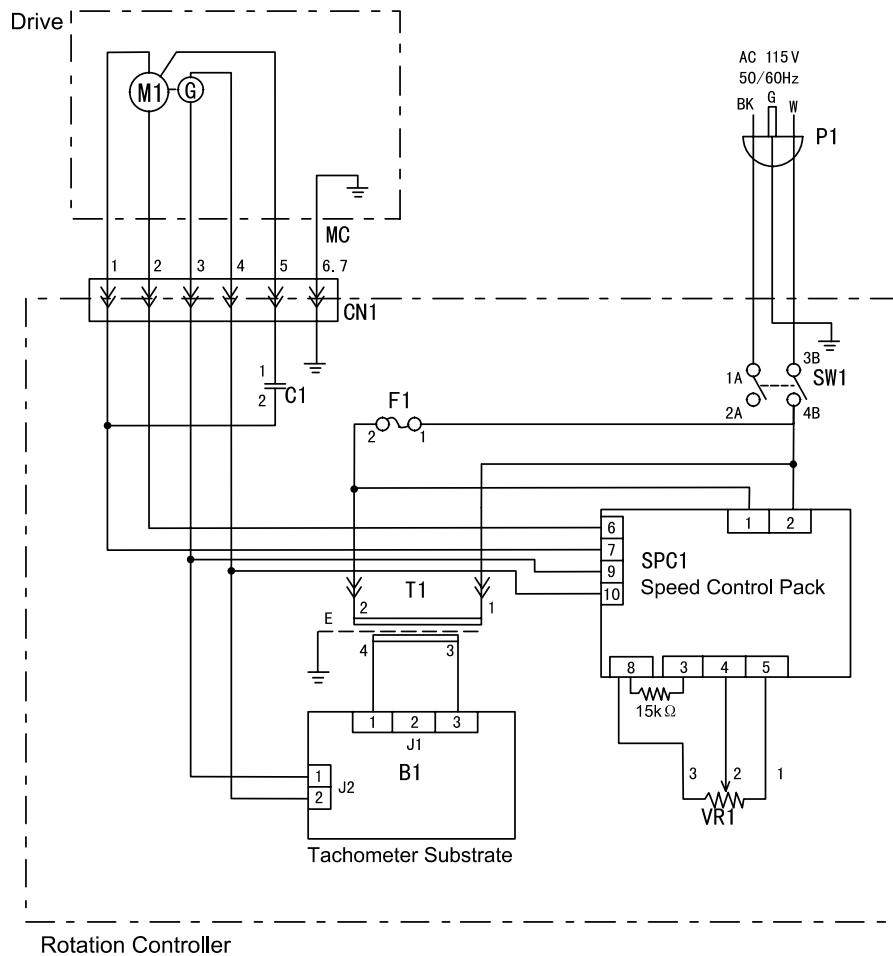 Drive
M1
G
AC 115V
50/60Hz
BK
G
W
P1
MC
1
2
3
4
5
6.7
CN1
1
2
C1
F1
2
1
1A
2A
3B
4B
SW1
1
2
6
7
9
10
SPC1
Speed Control Pack
8
3
4
5
15kΩ
3
2
1
VR1
T1
2
1
E
4
3
1
2
3
J1
B1
1
2
J2
Tachometer Substrate
Rotation Controller